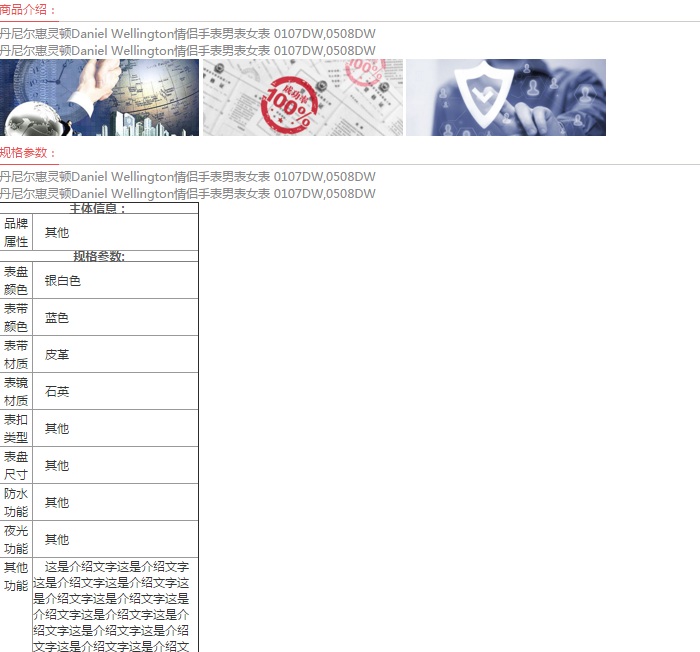 商品介绍：
丹尼尔惠灵顿Daniel Wellington情侣手表男表女表 0107DW,0508DW
丹尼尔惠灵顿Daniel Wellington情侣手表男表女表 0107DW,0508DW
成功率
100%
100%
规格参数：
丹尼尔惠灵顿Daniel Wellington情侣手表男表女表 0107DW,0508DW
丹尼尔惠灵顿Daniel Wellington情侣手表男表女表 0107DW,0508DW
主体信息：
品牌
属性
其他
规格参数:
表盘
颜色
银白色
表带
颜色
蓝色
表带
材质
皮革
表镜
材质
石英
表扣
类型
其他
表盘
尺寸
其他
防水
功能
其他
夜光
功能
其他
其他
功能
这是介绍文字这是介绍文字
这是介绍文字这是介绍文字这
是介绍文字这是介绍文字这是
介绍文字这是介绍文字这是介
绍文字这是介绍文字这是介绍
文字这是介绍文字这是介绍文